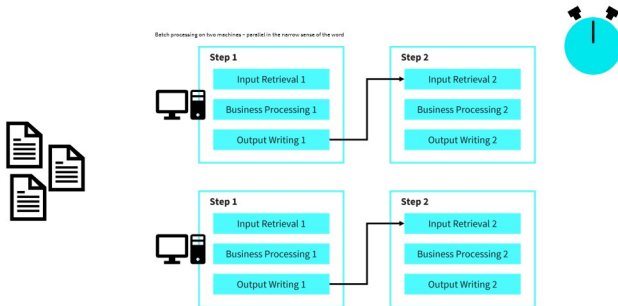 Batch processing on two machines – parallel in the narrow sense of the word
Step 1
Input Retrieval 1
Business Processing 1
Output Writing 1
Step 2
Input Retrieval 2
Business Processing 2
Output Writing 2
Step 1
Input Retrieval 1
Business Processing 1
Output Writing 1
Step 2
Input Retrieval 2
Business Processing 2
Output Writing 2